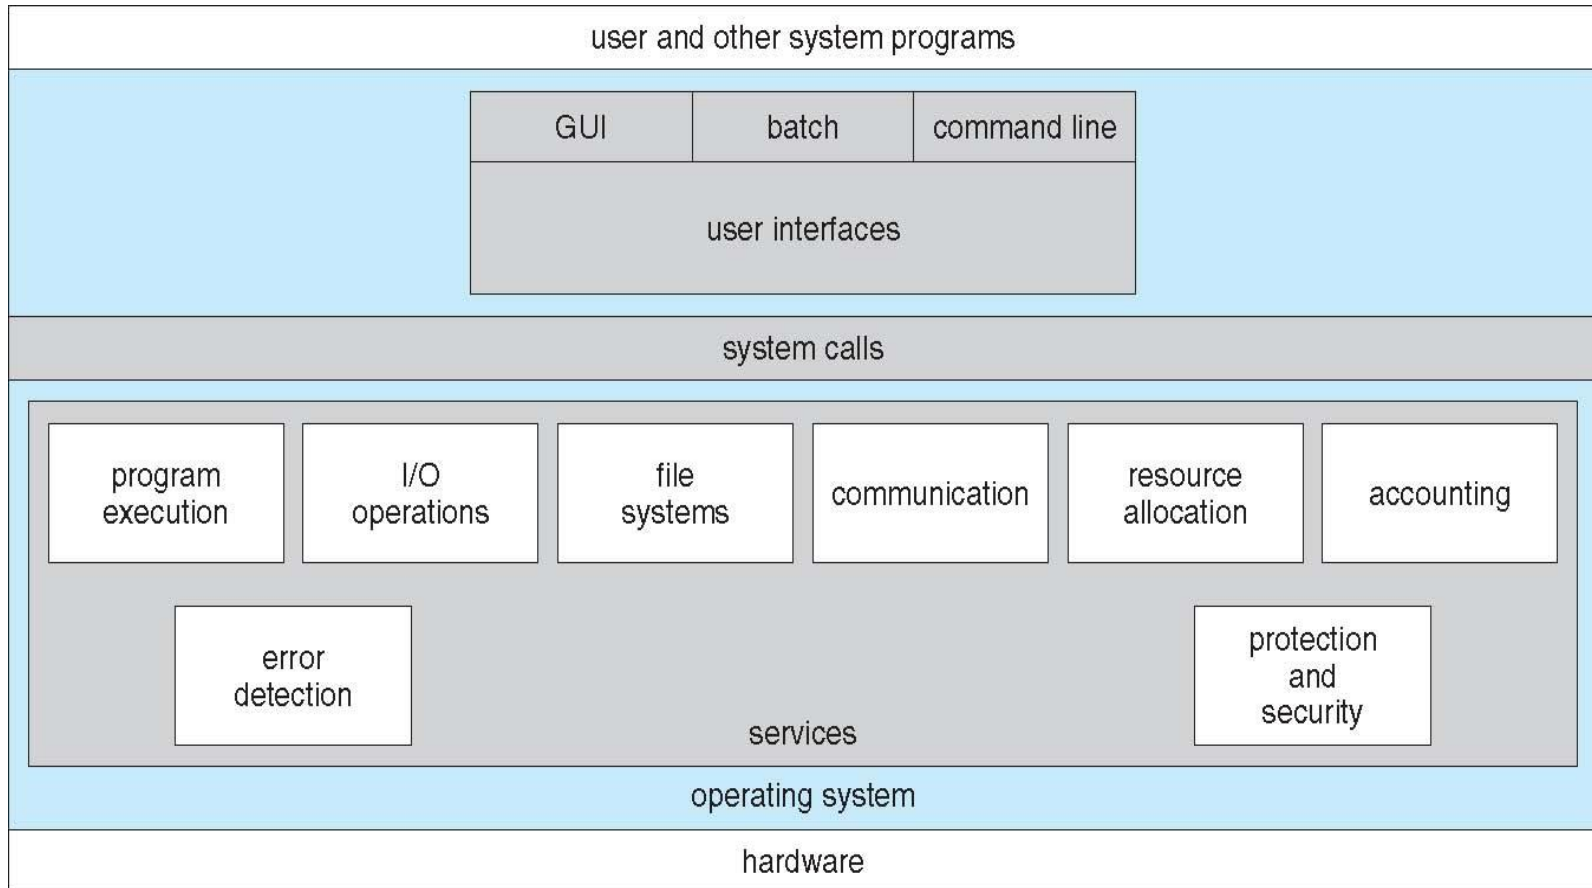 user and other system programs
GUI
batch
command line
user interfaces
system calls
program
execution
I/O
operations
file
systems
communication
resource
allocation
accounting
error
detection
protection
and
security
services
operating system
hardware